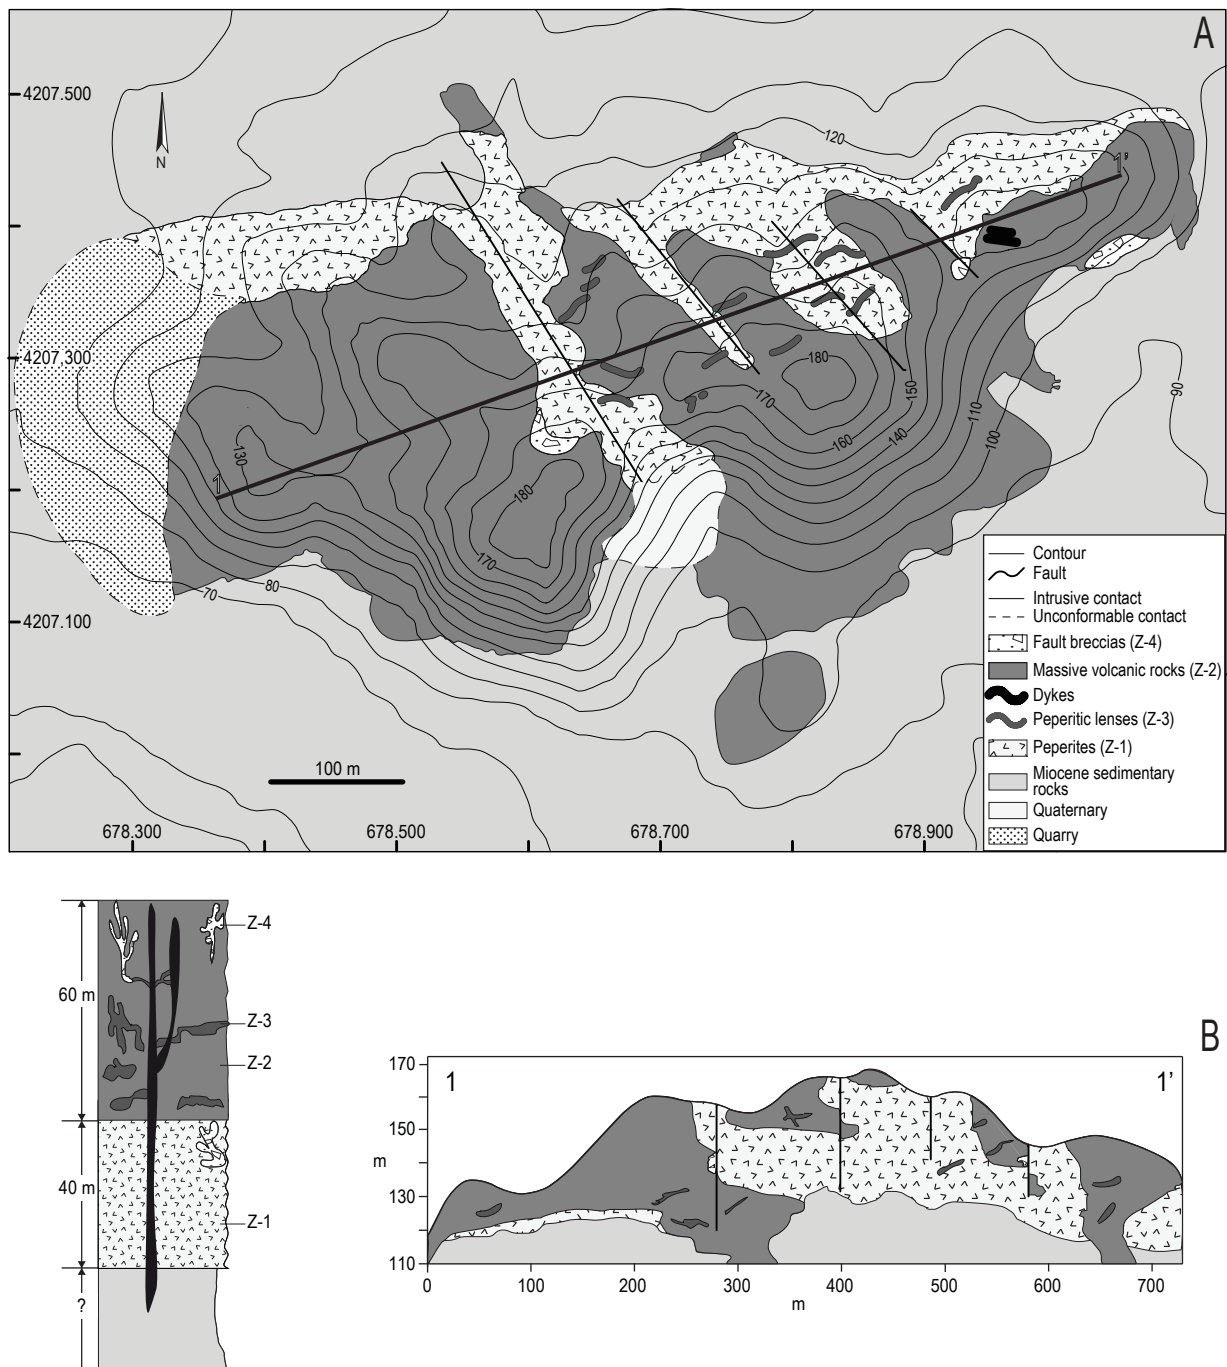 A
4207.500
N
120
1'
4207.300
180
170
150
160
140
110
100
90
130
1
180
170
80
70
4207.100
100 m
678.300
678.500
678.700
678.900
Contour
Fault
Intrusive contact
Unconformable contact
Fault breccias (Z-4)
Massive volcanic rocks (Z-2)
Dykes
Peperitic lenses (Z-3)
Peperites (Z-1)
Miocene sedimentary
rocks
Quaternary
Quarry
60 m
40 m
?
Z-4
Z-3
Z-2
Z-1
B
1
1'
170
150
m
130
110
0
100
200
300
400
500
600
700
m